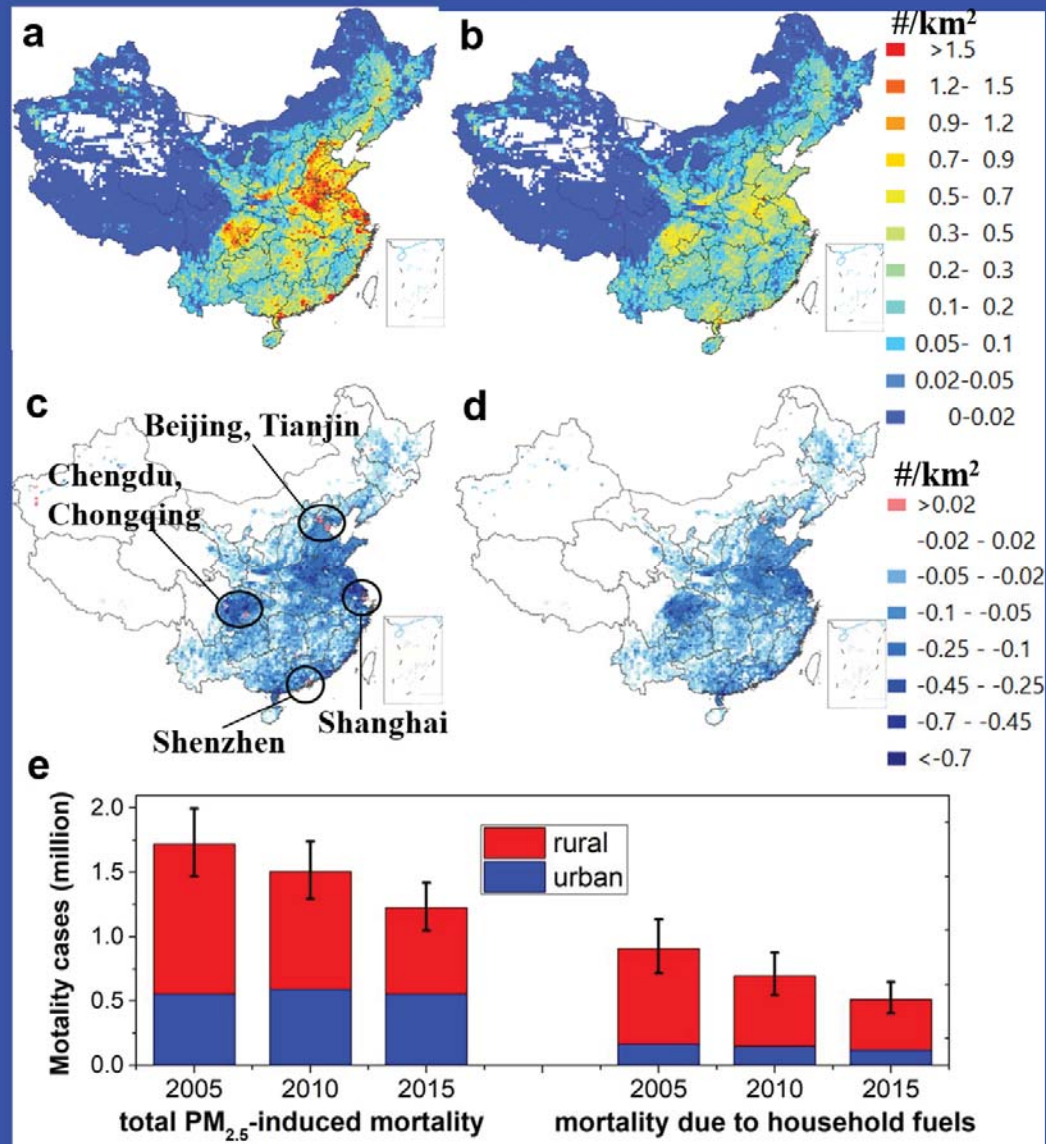 a
b
#/km²
>1.5
1.2- 1.5
0.9- 1.2
0.7- 0.9
0.5- 0.7
0.3- 0.5
0.2- 0.3
0.1- 0.2
0.05- 0.1
0.02-0.05
0-0.02
c
d
Beijing, Tianjin
Chengdu,
Chongqing
Shenzhen
Shanghai
#/km²
>0.02
-0.02 - 0.02
-0.05 - -0.02
-0.1 - -0.05
-0.25 - -0.1
-0.45 - -0.25
-0.7 - -0.45
<-0.7
e
Motality cases (million)
2.0
1.5
1.0
0.5
0.0
rural
urban
2005 2010 2015 2005 2010 2015
total PM2.5-induced mortality mortality due to household fuels